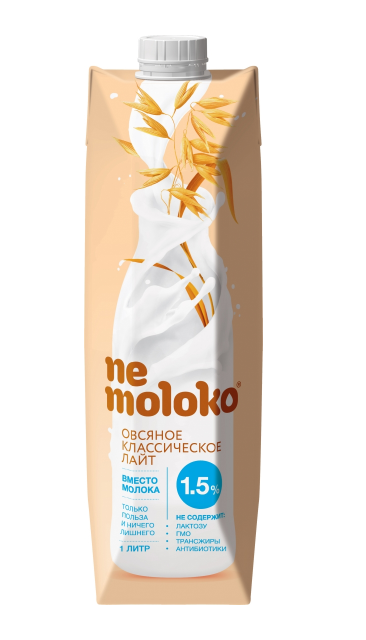 ne
moloko®
ОВСЯНОЕ
КЛАССИЧЕСКОЕ
ЛАЙТ
ВМЕСТО
МОЛОКА
1.5%
ТОЛЬКО
ПОЛЬЗА
И НИЧЕГО
ЛИШНЕГО
1 ЛИТР
НЕ СОДЕРЖИТ:
• ЛАКТОЗУ
• ГМО
• ТРАНСЖИРЫ
• АНТИБИОТИКИ